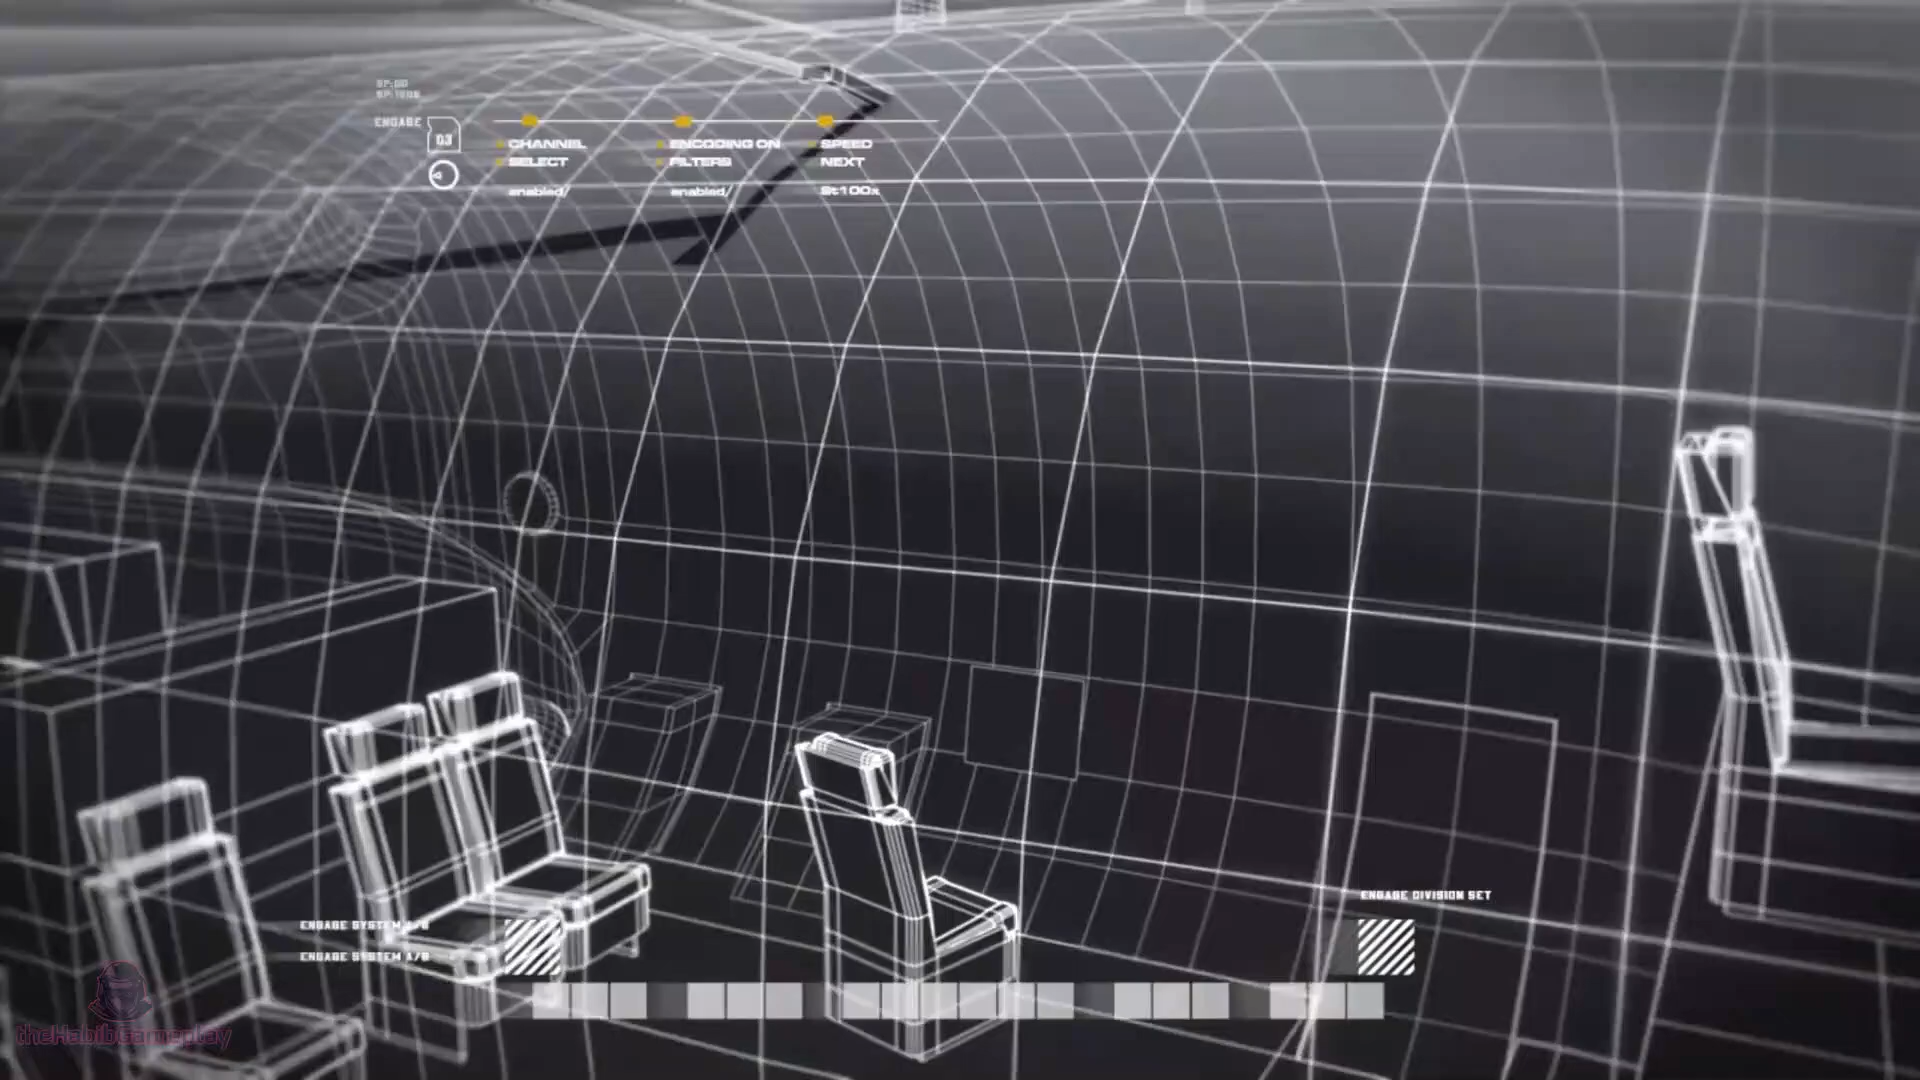 ENGAGE
03
CHANNEL
SELECT
enabled/
ENCODING ON
FILTERS
enabled/
SPEED
NEXT
St100x
ENGAGE DIVISION SET
ENGAGE SYSTEM A/B
ENGAGE SYSTEM A/B
theHabibGameplay